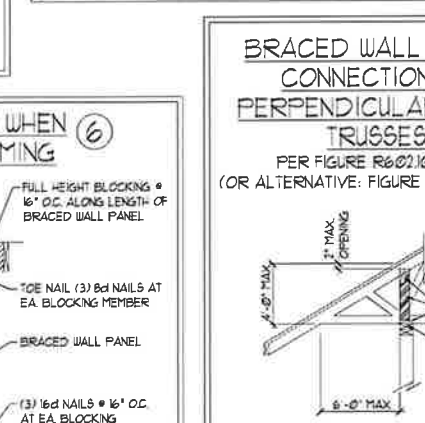 WHEN 6
MING
FULL HEIGHT BLOCKING @
16" O.C. ALONG LENGTH OF
BRACED WALL PANEL
TOE NAIL (3) 8d NAILS AT
EA. BLOCKING MEMBER
BRACED WALL PANEL
(3) 16d NAILS @ 16" O.C.
AT EA. BLOCKING
BRACED WALL
CONNECTION
PERPENDICULA
TRUSSES
PER FIGURE R602.10
(OR ALTERNATIVE: FIGURE
2" MAX.
OPENING
4'-0" MAX
6'-0" MAX